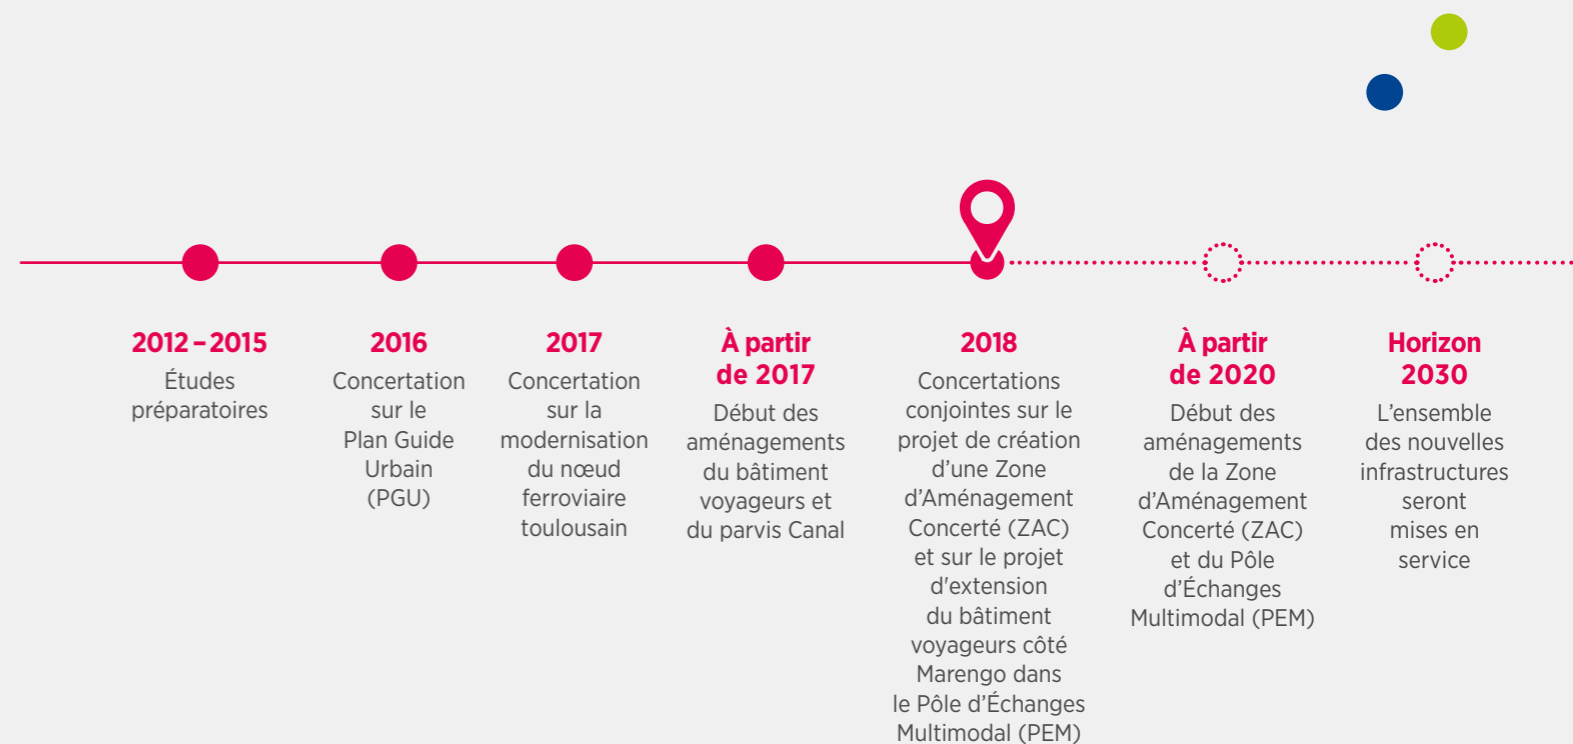 2012 – 2015
Études
préparatoires
2016
Concertation
sur le
Plan Guide
Urbain
(PGU)
2017
Concertation
sur la
modernisation
du nœud
ferroviaire
toulousain
À partir
de 2017
Début des
aménagements
du bâtiment
voyageurs et
du parvis Canal
2018
Concertations
conjointes sur le
projet de création
d’une Zone
d’Aménagement
Concerté (ZAC)
et sur le projet
d'extension
du bâtiment
voyageurs côté
Marengo dans
le Pôle d’Échanges
Multimodal (PEM)
À partir
de 2020
Début des
aménagements
de la Zone
d’Aménagement
Concerté (ZAC)
et du Pôle
d’Échanges
Multimodal (PEM)
Horizon
2030
L’ensemble
des nouvelles
infrastructures
seront
mises en
service